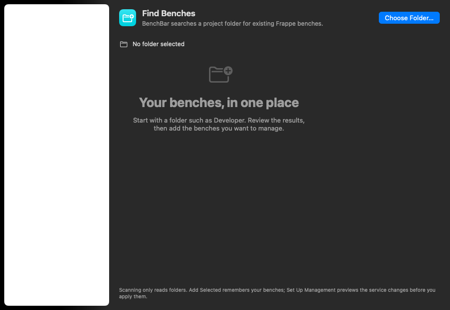 Find Benches
BenchBar searches a project folder for existing Frappe benches.
Choose Folder...
No folder selected
Your benches, in one place
Start with a folder such as Developer. Review the results,
then add the benches you want to manage.
Scanning only reads folders. Add Selected remembers your benches; Set Up Management previews the service changes before you
apply them.